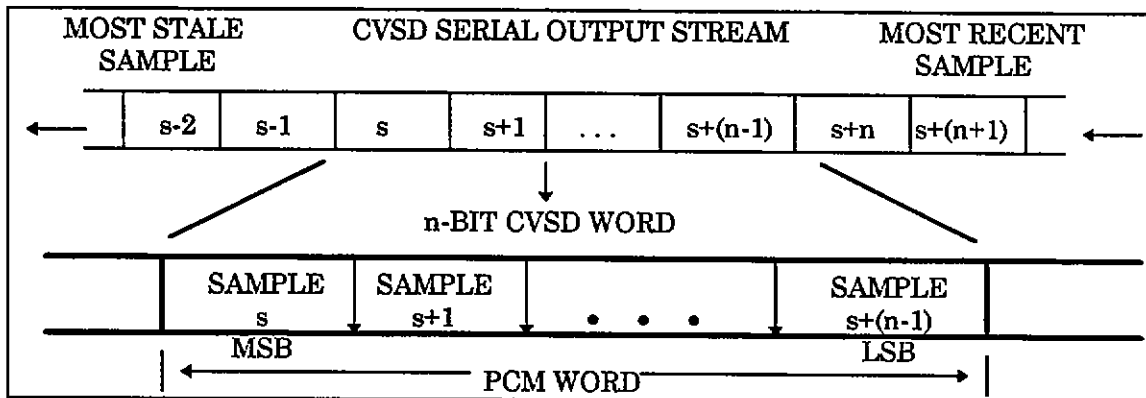 MOST STALE SAMPLE
CVSD SERIAL OUTPUT STREAM
MOST RECENT SAMPLE
s-2 s-1 s s+1 . . . s+(n-1) s+n s+(n+1)
n-BIT CVSD WORD
SAMPLE s
SAMPLE s+1
• • •
SAMPLE s+(n-1)
MSB
LSB
PCM WORD